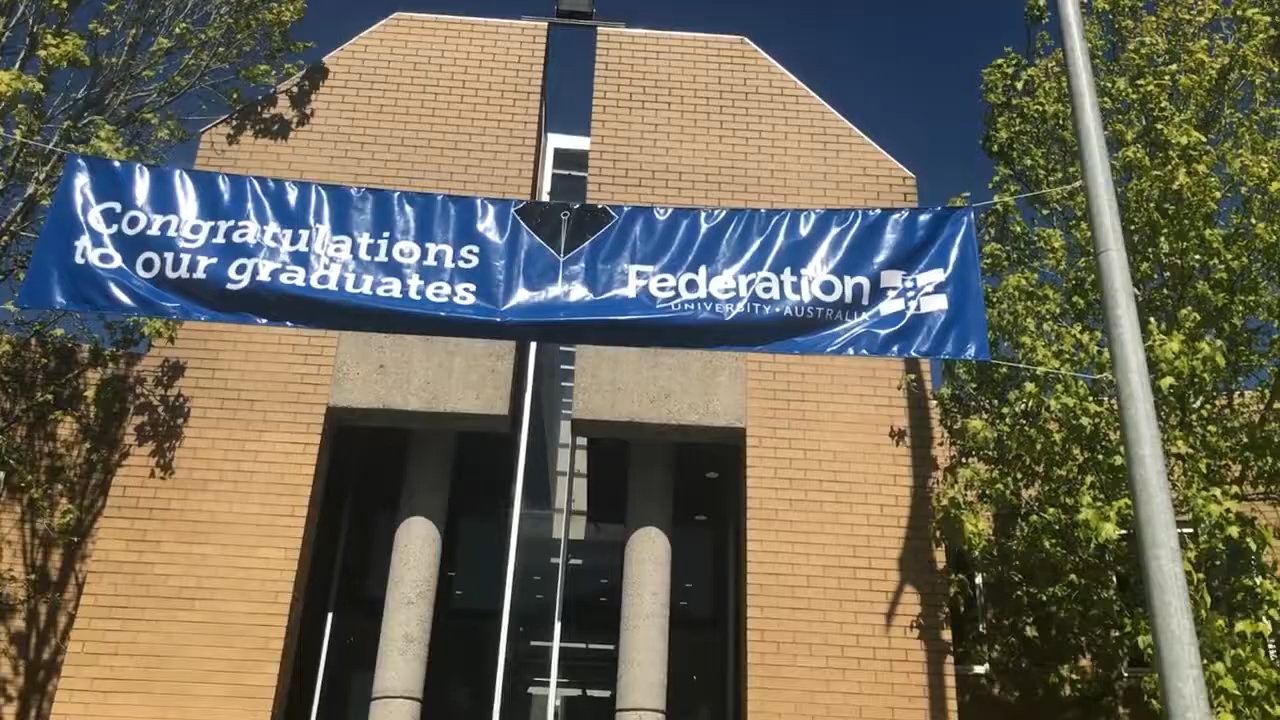 Congratulations
to our graduates
Federation
UNIVERSITY • AUSTRALIA